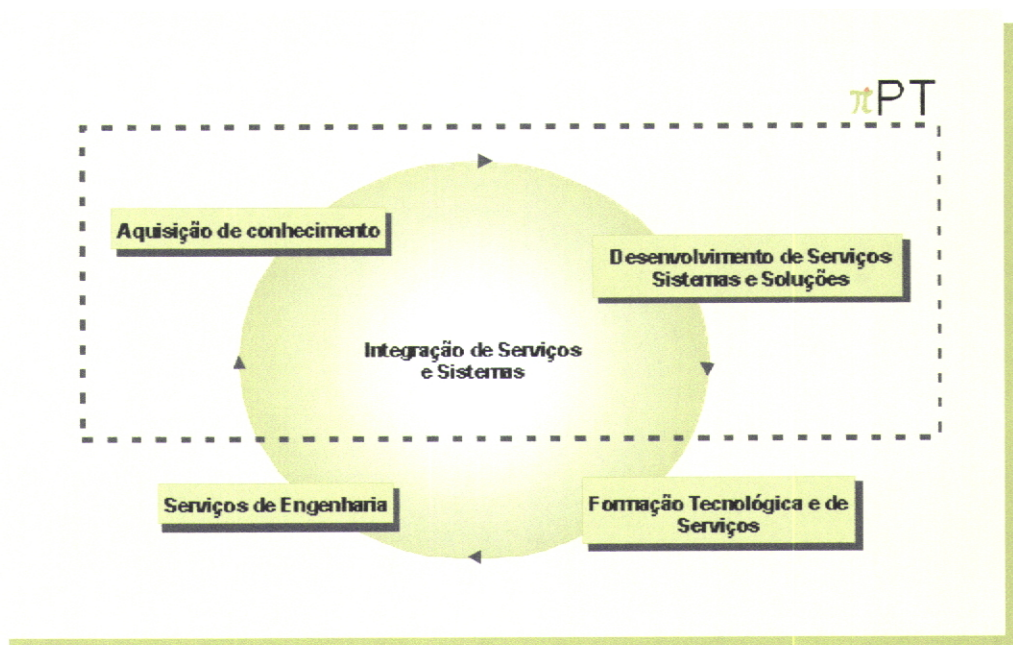 πPT
Aquisição de conhecimento
Desenvolvimento de Serviços
Sistemas e Soluções
Integração de Serviços
e Sistemas
Serviços de Engenharia
Formação Tecnológica e de
Serviços